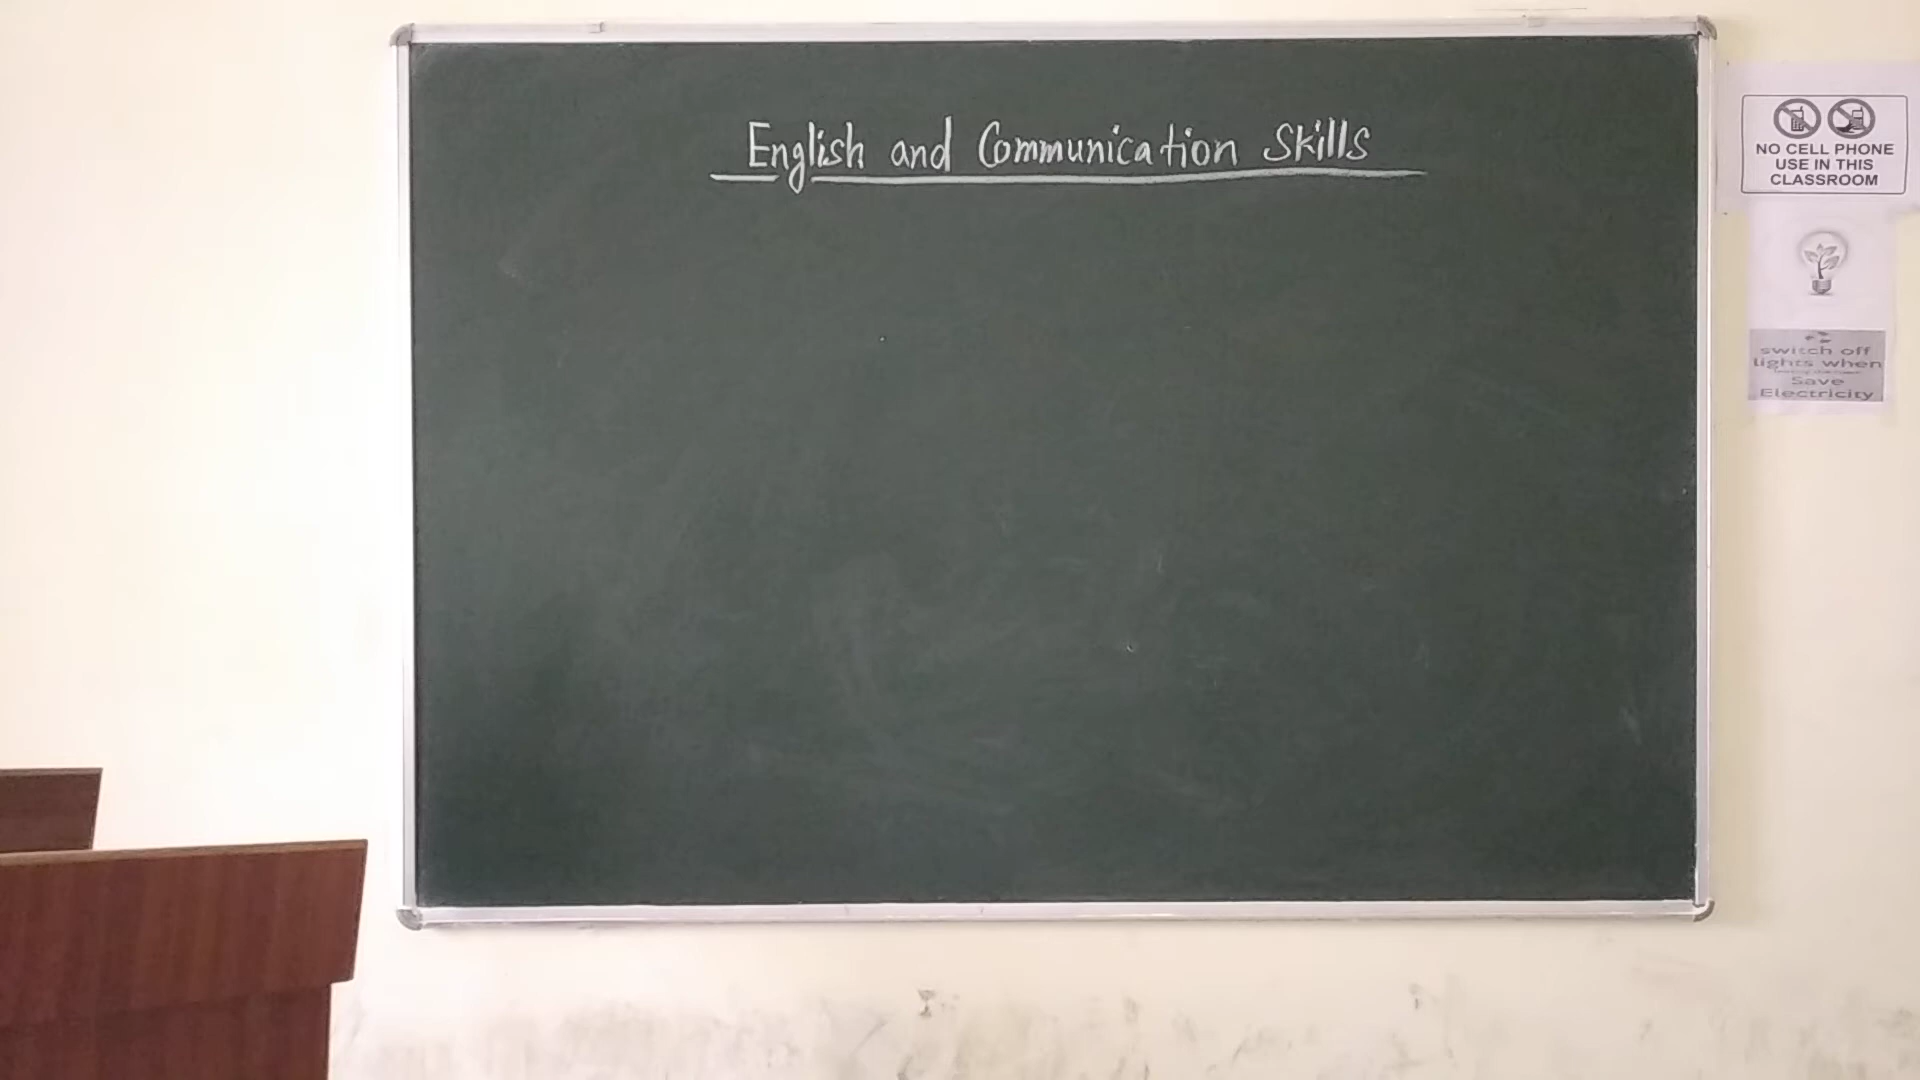 English and Communication Skills
NO CELL PHONE
USE IN THIS
CLASSROOM
switch off
lights when
Save
Electricity